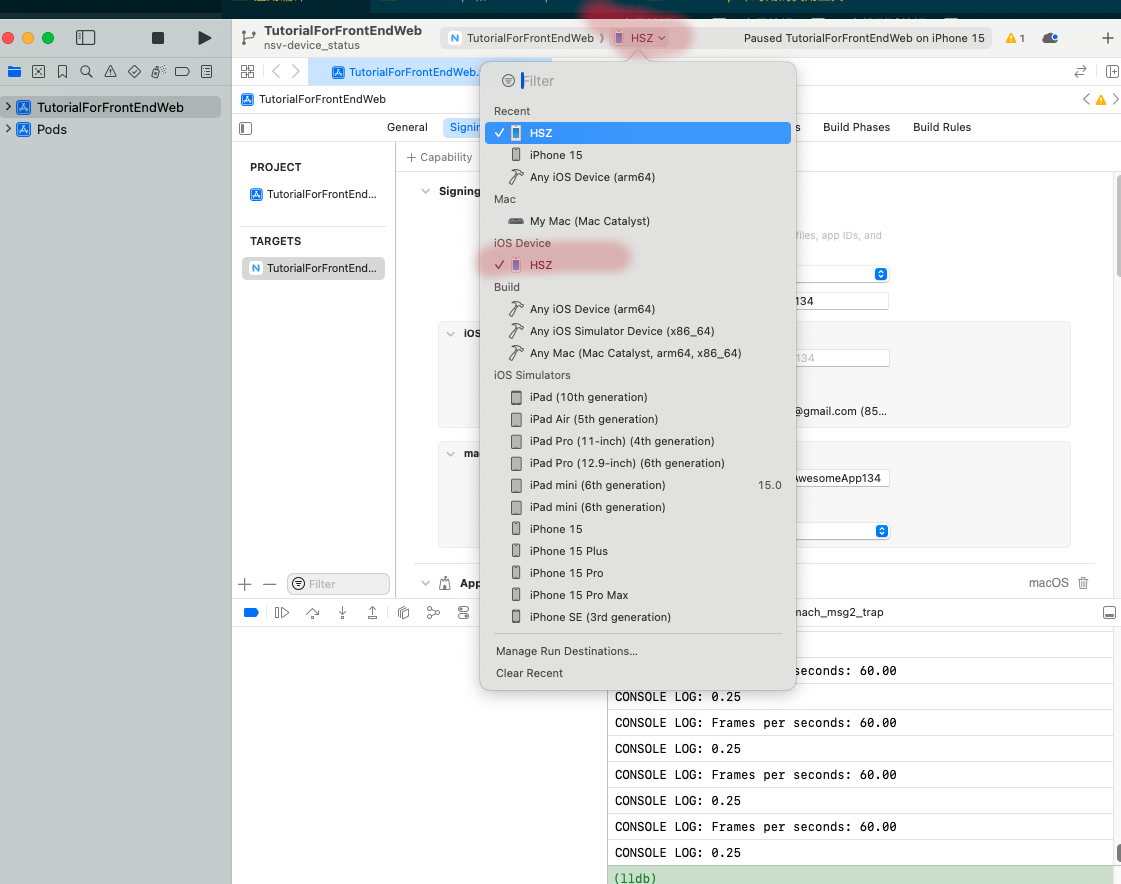 TutorialForFrontEndWeb
nsv-device_status
N TutorialForFrontEndWeb
HSZ
Paused TutorialForFrontEndWeb on iPhone 15
1
TutorialForFrontEndWeb.
TutorialForFrontEndWeb
Pods
TutorialForFrontEndWeb
General
Signin
s
Build Phases
Build Rules
PROJECT
TutorialForFrontEnd...
TARGETS
N TutorialForFrontEnd...
+ Capability
Signing
files, app IDs, and
134
iOS
134
@gmail.com (85...
ma
AwesomeApp134
App
macOS
Filter
Filter
Recent
HSZ
iPhone 15
Any iOS Device (arm64)
Mac
My Mac (Mac Catalyst)
iOS Device
HSZ
Build
Any iOS Device (arm64)
Any iOS Simulator Device (x86_64)
Any Mac (Mac Catalyst, arm64, x86_64)
iOS Simulators
iPad (10th generation)
iPad Air (5th generation)
iPad Pro (11-inch) (4th generation)
iPad Pro (12.9-inch) (6th generation)
iPad mini (6th generation) 15.0
iPad mini (6th generation)
iPhone 15
iPhone 15 Plus
iPhone 15 Pro
iPhone 15 Pro Max
iPhone SE (3rd generation)
Manage Run Destinations...
Clear Recent
mach_msg2_trap
seconds: 60.00
CONSOLE LOG: 0.25
CONSOLE LOG: Frames per seconds: 60.00
CONSOLE LOG: 0.25
CONSOLE LOG: Frames per seconds: 60.00
CONSOLE LOG: 0.25
CONSOLE LOG: Frames per seconds: 60.00
CONSOLE LOG: 0.25
(lldb)